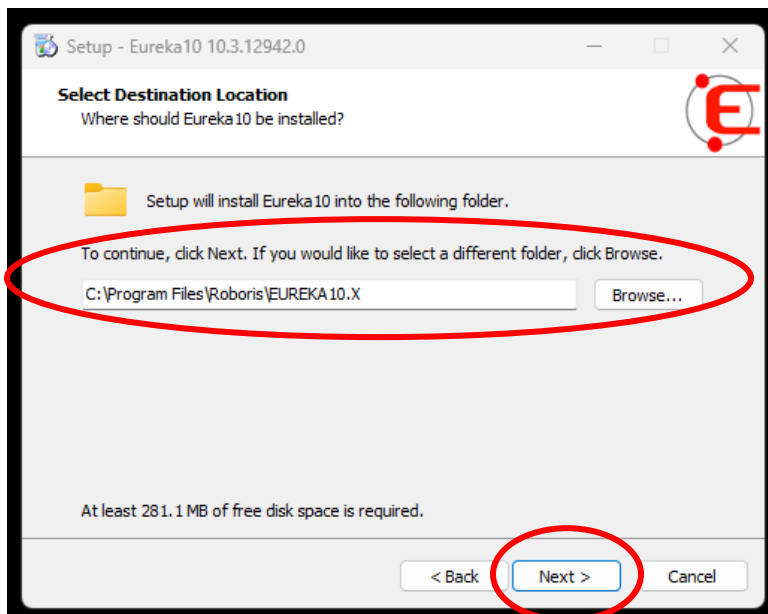 Setup - Eureka10 10.3.12942.0
Select Destination Location
Where should Eureka10 be installed?
E
Setup will install Eureka10 into the following folder.
To continue, click Next. If you would like to select a different folder, click Browse.
C:\Program Files\Roboris\EUREKA10.X
Browse...
At least 281.1 MB of free disk space is required.
< Back
Next >
Cancel